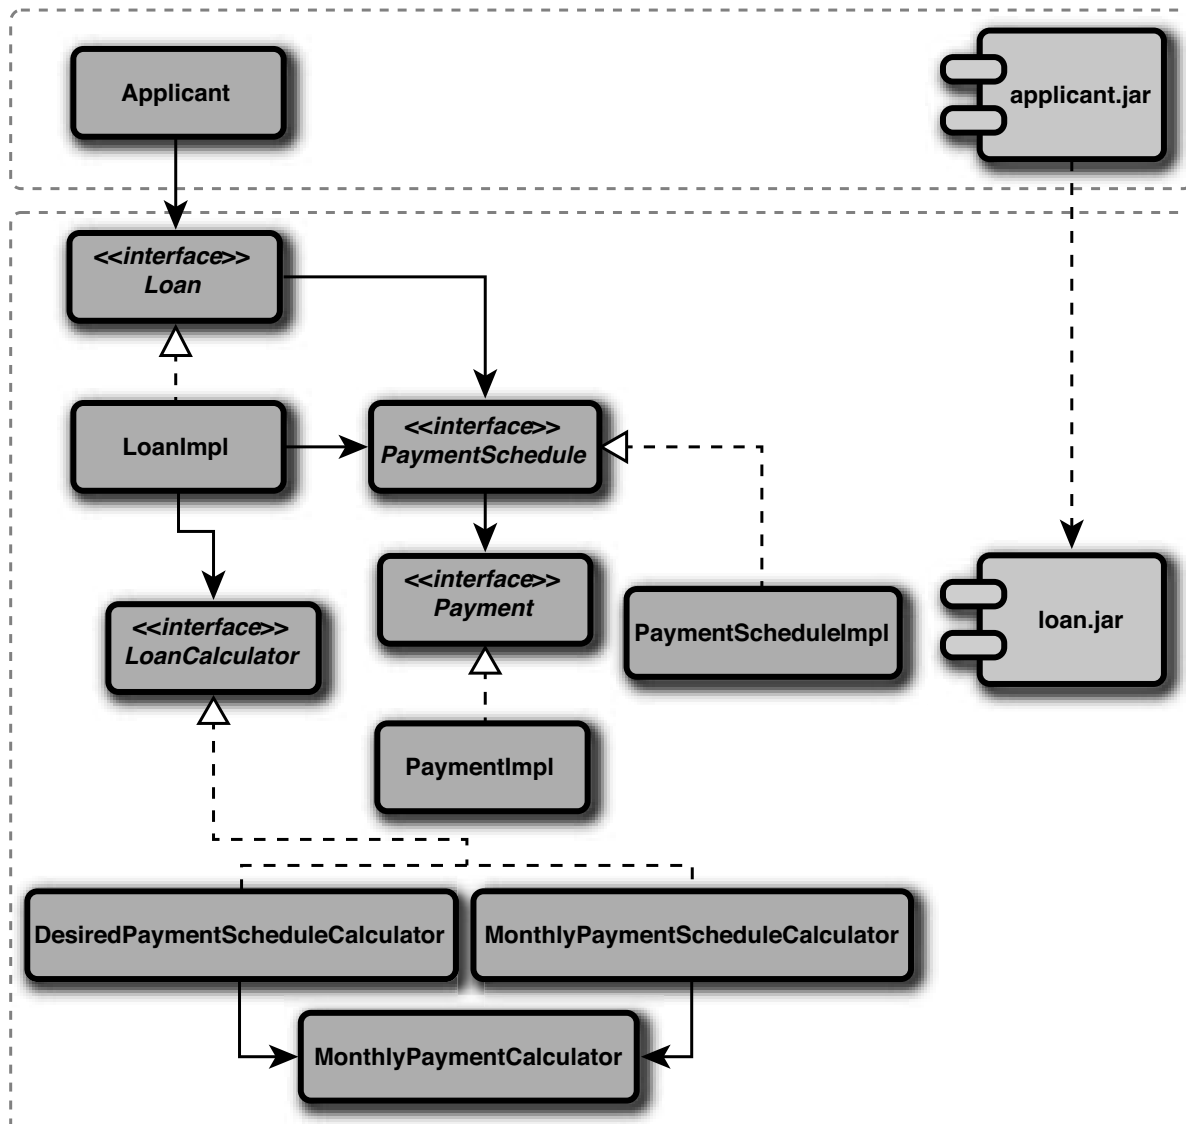 Applicant
applicant.jar
<<interface>>
Loan
LoanImpl
<<interface>>
PaymentSchedule
<<interface>>
Payment
<<interface>>
LoanCalculator
PaymentScheduleImpl
loan.jar
PaymentImpl
DesiredPaymentScheduleCalculator
MonthlyPaymentScheduleCalculator
MonthlyPaymentCalculator